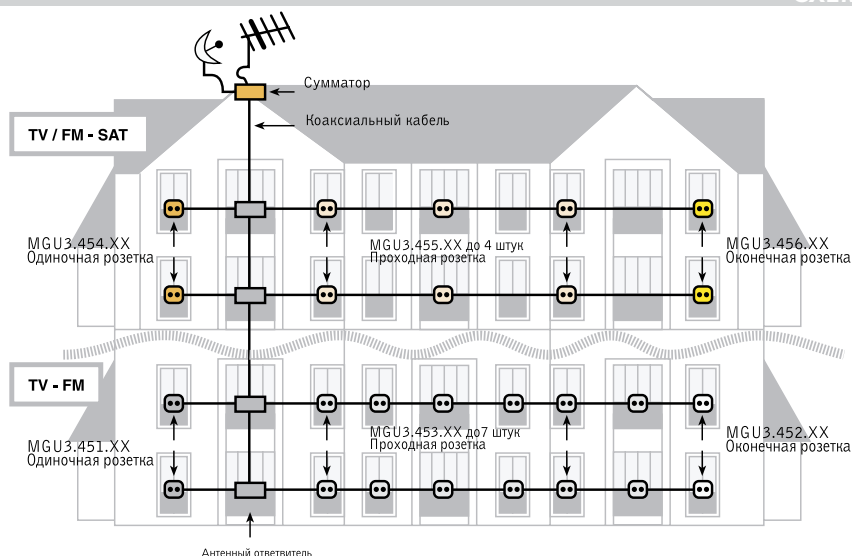 Сумматор
Коаксиальный кабель
TV / FM - SAT
MGU3.454.XX
Одиночная розетка
MGU3.455.XX до 4 штук
Проходная розетка
MGU3.456.XX
Оконечная розетка
TV - FM
MGU3.451.XX
Одиночная розетка
MGU3.453.XX до7 штук
Проходная розетка
MGU3.452.XX
Оконечная розетка
Антенный ответвитель